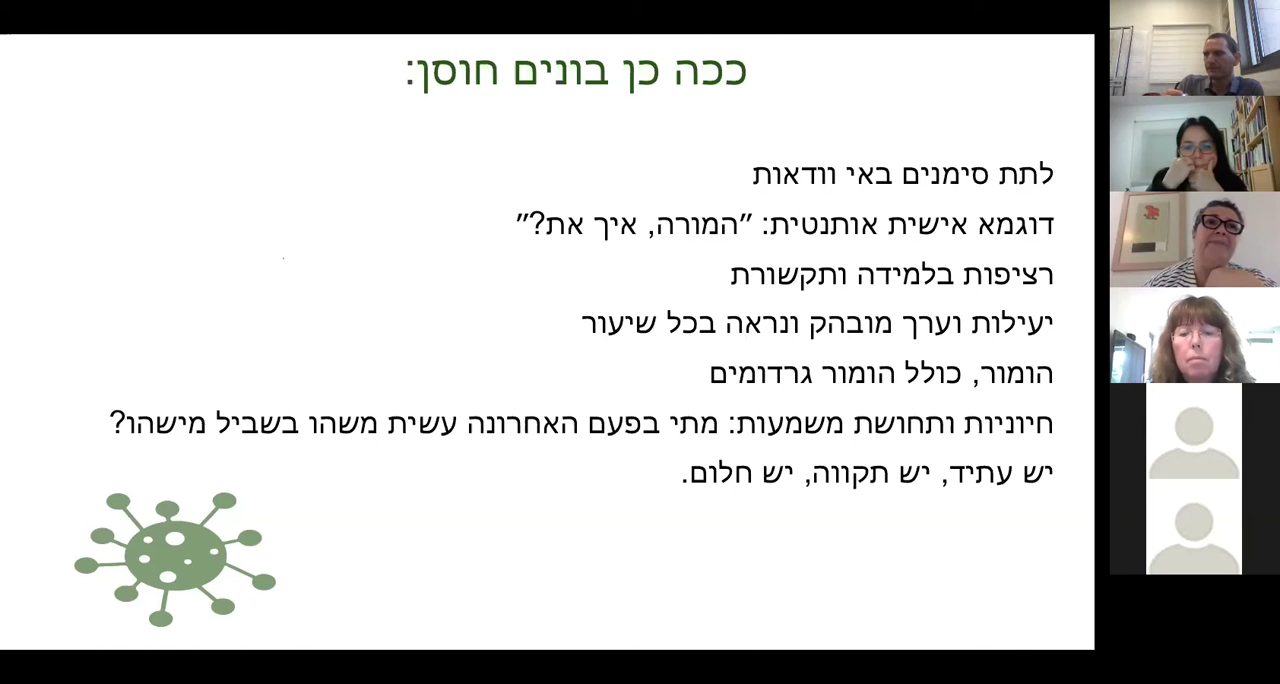 ככה כן בונים חוסן:
לתת סימנים באי וודאות
דוגמא אישית אותנטית: ״המורה, איך את?״
רציפות בלמידה ותקשורת
יעילות וערך מובהק ונראה בכל שיעור
הומור, כולל הומור גרדומים
חיוניות ותחושת משמעות: מתי בפעם האחרונה עשית משהו בשביל מישהו?
יש עתיד, יש תקווה, יש חלום.